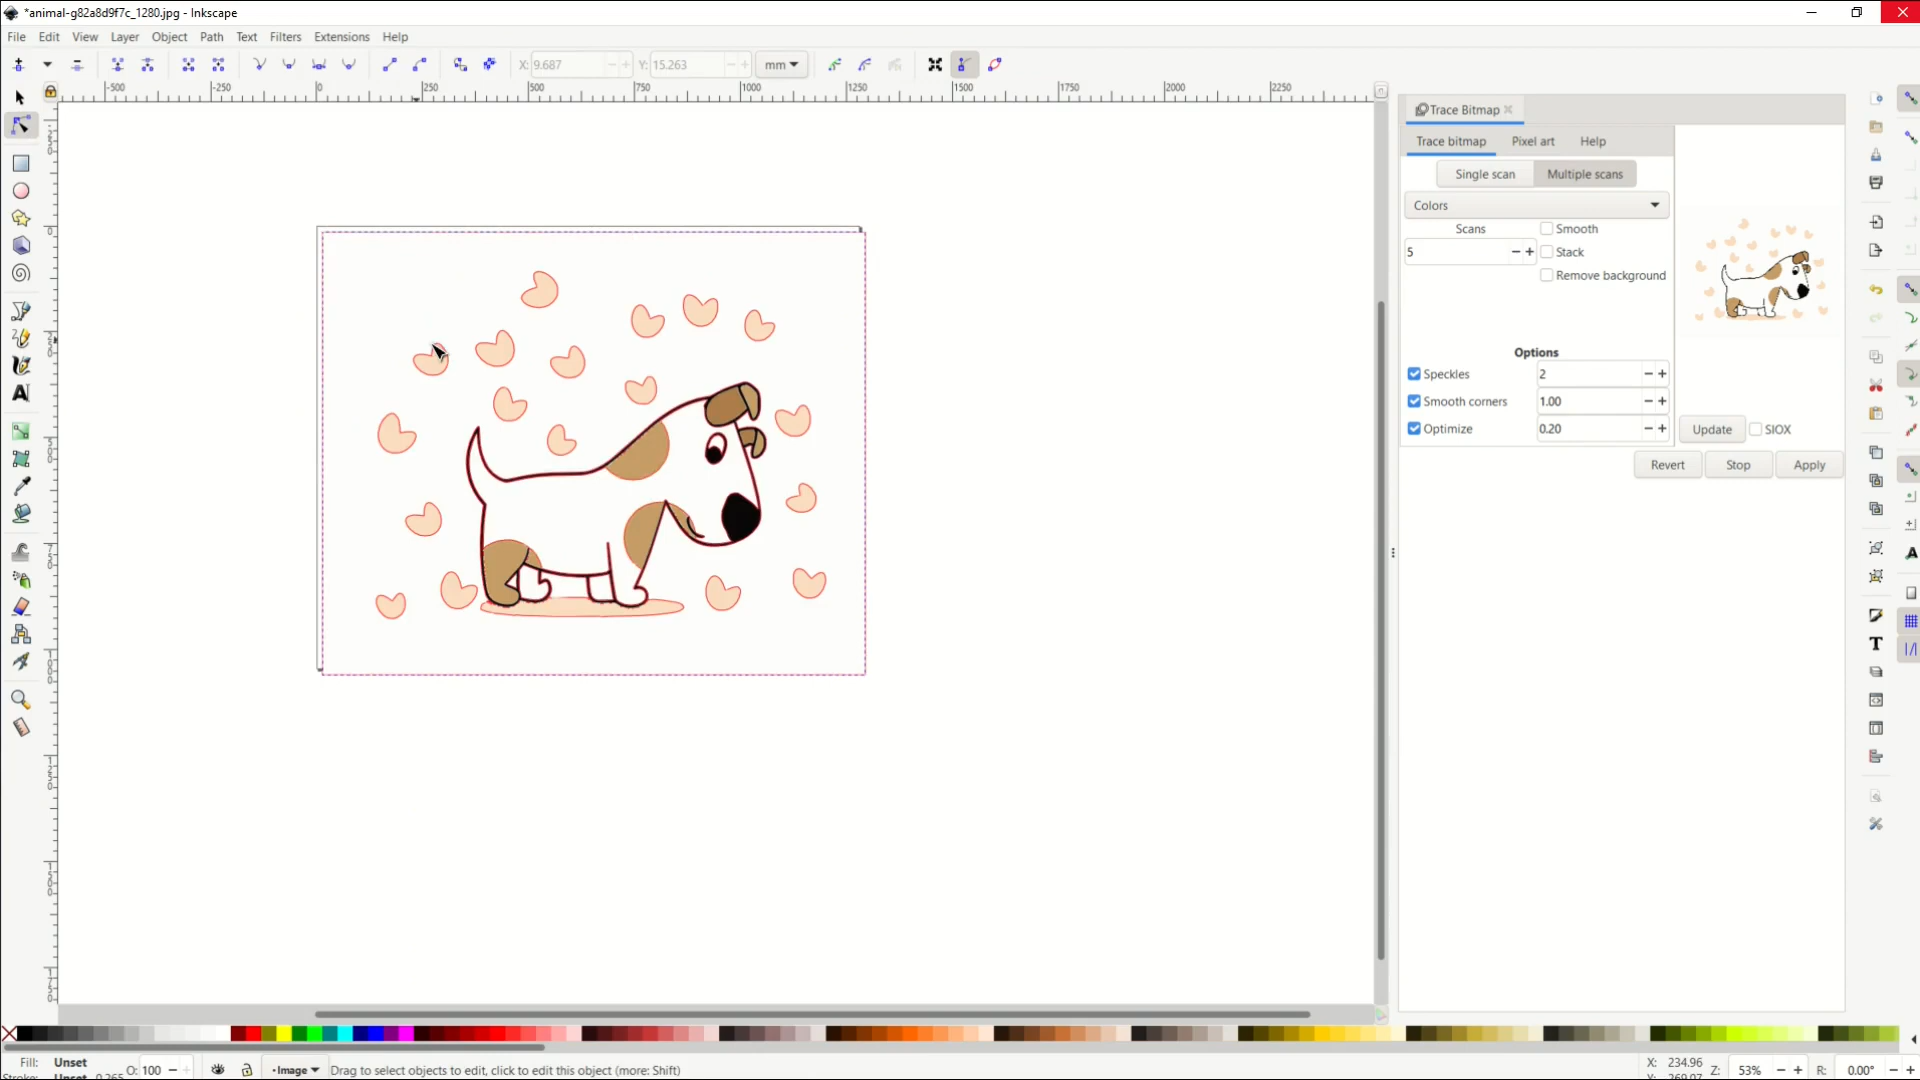 *animal-g82a8d9f7c_1280.jpg - Inkscape
File Edit View Layer Object Path Text Filters Extensions Help
X: 9.687 Y: 15.263 mm
-500 -250 0 250 500 750 1000 1250 1500 1750 2000 2250
Trace Bitmap
Trace bitmap Pixel art Help
Single scan Multiple scans
Colors
Scans Smooth
5 Stack
Remove background
Options
Speckles 2
Smooth corners 1.00
Optimize 0.20
Update SIOX
Revert Stop Apply
Fill: Unset
O: 100
•Image
Drag to select objects to edit, click to edit this object (more: Shift)
X: 234.96
Z: 53%
R: 0.00°